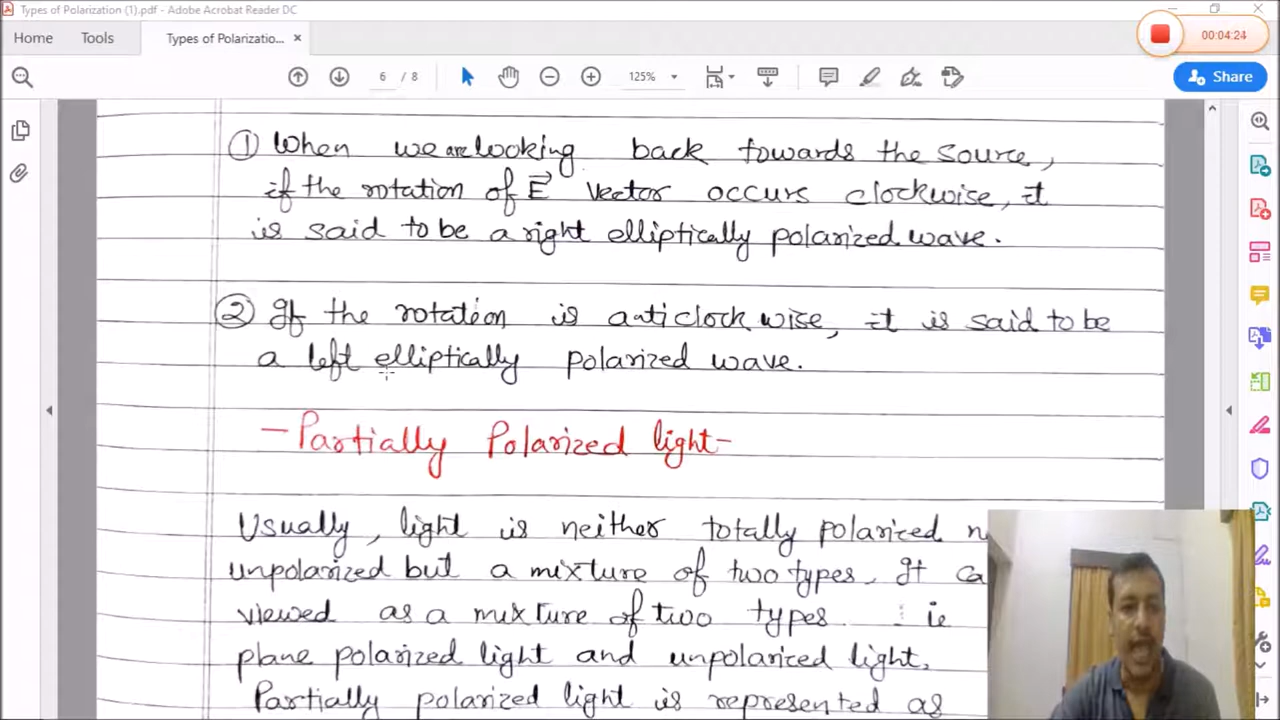 Types of Polarization (1).pdf - Adobe Acrobat Reader DC
00:04:24
Home Tools Types of Polarizatio... ×
6 / 8 125% Share
① When we are looking back towards the source,
if the rotation of E⃗ vector occurs clockwise, it
is said to be a right elliptically polarized wave.
② If the rotation is anticlockwise, it is said to be
a left elliptically polarized wave.
- Partially Polarized light -
Usually, light is neither totally polarized
unpolarized but a mixture of two types. It
viewed as a mixture of two types. ie
plane polarized light and unpolarized light.
Partially polarized light is represented as